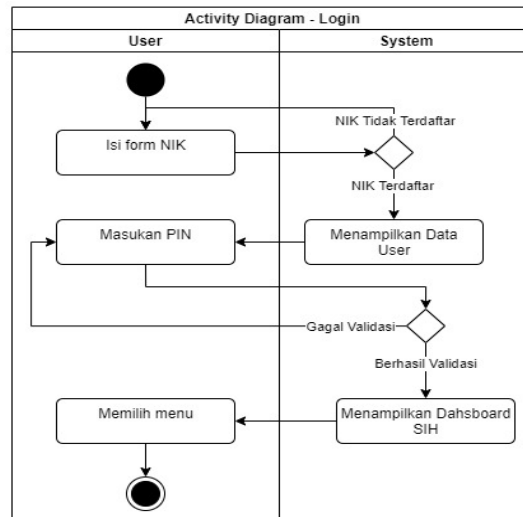 Activity Diagram - Login
User
System
NIK Tidak Terdaftar
Isi form NIK
NIK Terdaftar
Masukan PIN
Menampilkan Data
User
Gagal Validasi
Berhasil Validasi
Memilih menu
Menampilkan Dahsboard
SIH